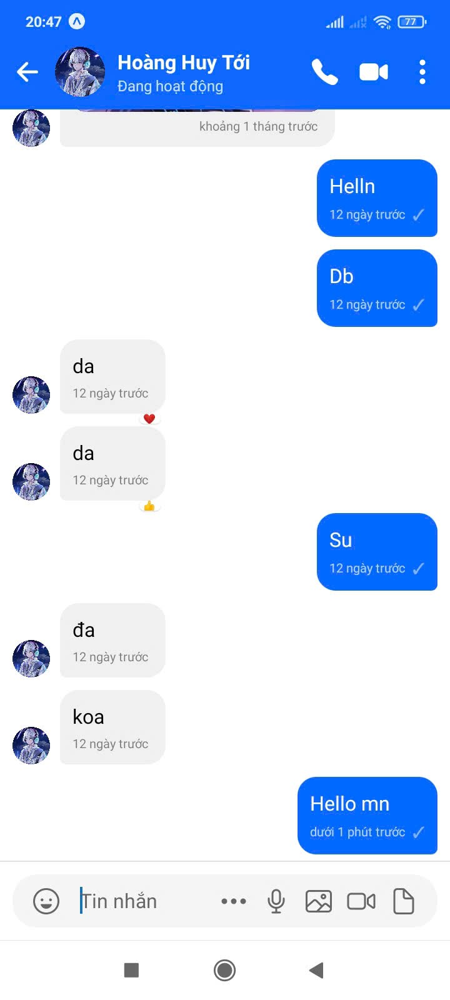 20:47
77
Hoàng Huy Tới
Đang hoạt động
khoảng 1 tháng trước
Helln
12 ngày trước
Db
12 ngày trước
da
12 ngày trước
da
12 ngày trước
Su
12 ngày trước
đa
12 ngày trước
koa
12 ngày trước
Hello mn
dưới 1 phút trước
Tin nhắn